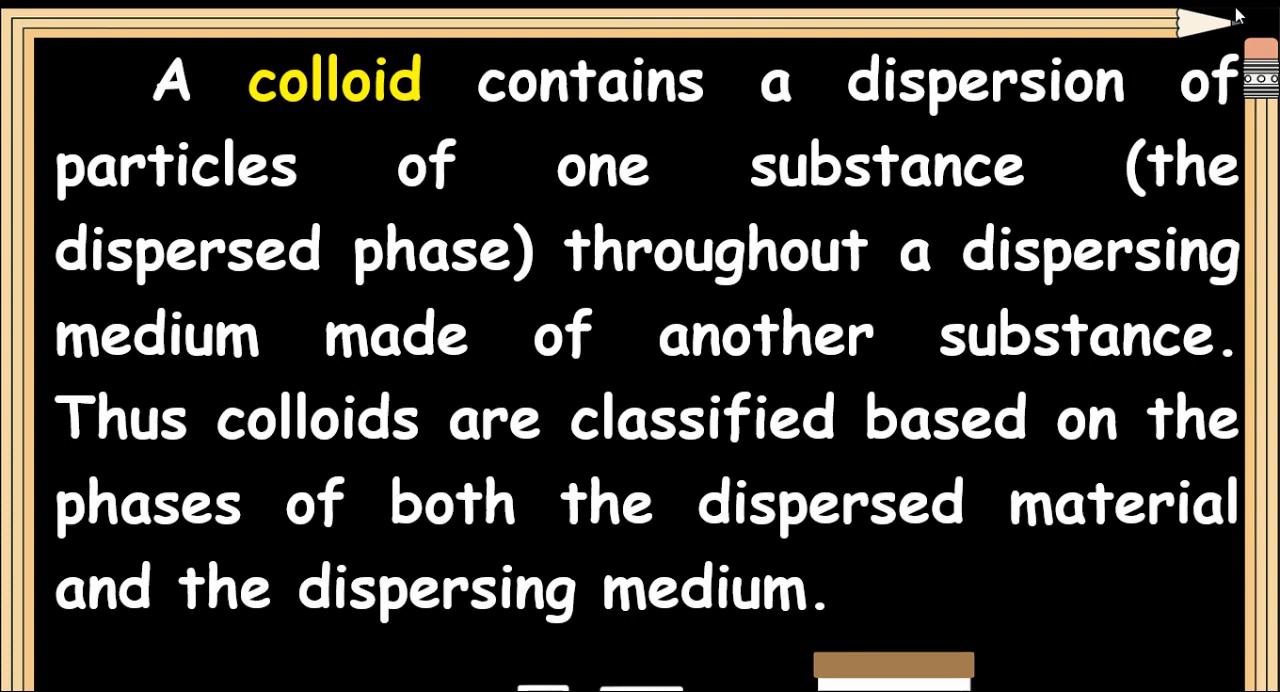 A colloid contains a dispersion of
particles of one substance (the
dispersed phase) throughout a dispersing
medium made of another substance.
Thus colloids are classified based on the
phases of both the dispersed material
and the dispersing medium.